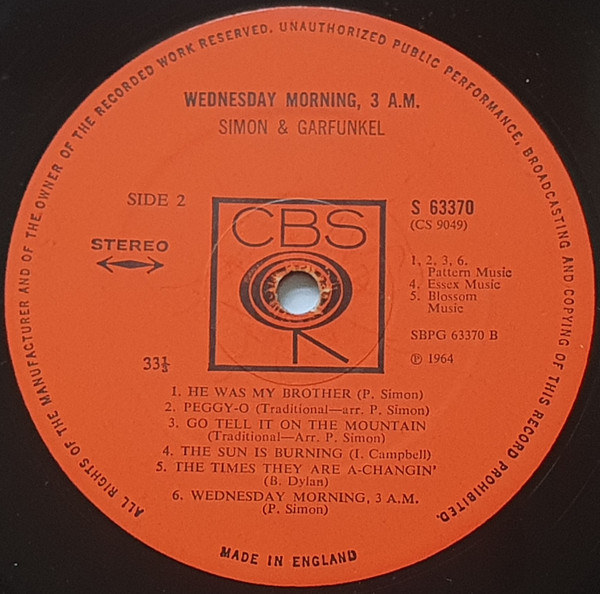 ALL RIGHTS OF THE MANUFACTURER AND OF THE OWNER OF THE RECORDED WORK RESERVED. UNAUTHORIZED PUBLIC PERFORMANCE, BROADCASTING AND COPYING OF THIS RECORD PROHIBITED.
WEDNESDAY MORNING, 3 A.M.
SIMON & GARFUNKEL
SIDE 2
STEREO
33⅓
CBS
S 63370
(CS 9049)
1, 2, 3, 6.
Pattern Music
4. Essex Music
5. Blossom
Music
SBPG 63370 B
℗ 1964
1. HE WAS MY BROTHER (P. Simon)
2. PEGGY-O (Traditional—arr. P. Simon)
3. GO TELL IT ON THE MOUNTAIN
(Traditional—Arr. P. Simon)
4. THE SUN IS BURNING (I. Campbell)
5. THE TIMES THEY ARE A-CHANGIN'
(B. Dylan)
6. WEDNESDAY MORNING, 3 A.M.
(P. Simon)
MADE IN ENGLAND